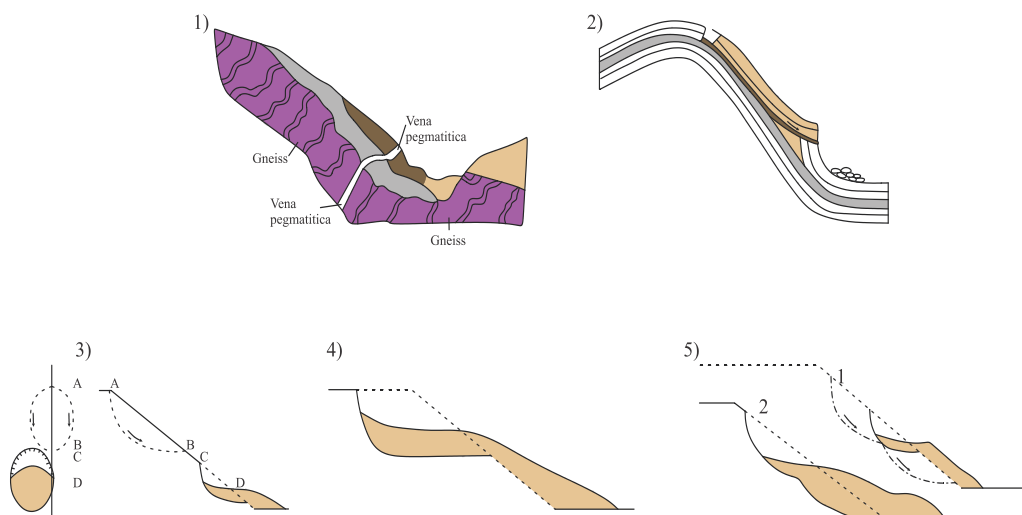 1)
Vena
pegmatitica
Gneiss
Vena
pegmatitica
Gneiss
2)
3)
A
B
C
D
A
B
C
D
4)
5)
1
2